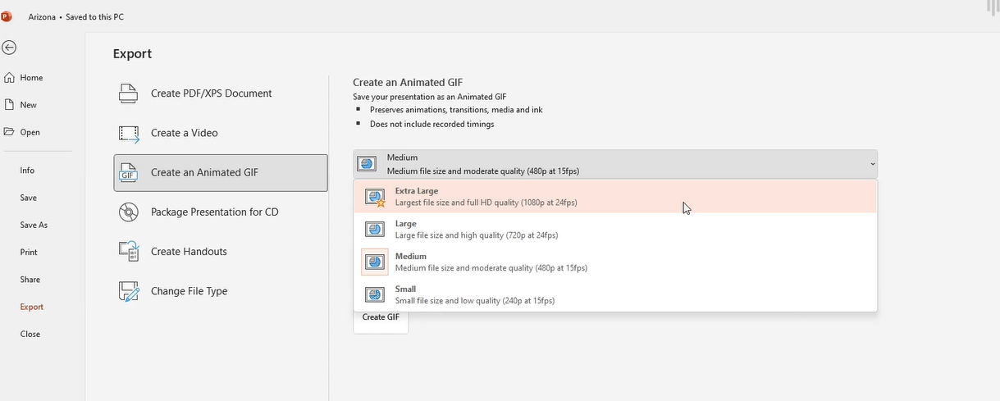 P
Arizona • Saved to this PC
Home
New
Open
Info
Save
Save As
Print
Share
Export
Close
Export
Create PDF/XPS Document
Create a Video
GIF
Create an Animated GIF
Package Presentation for CD
Create Handouts
Change File Type
Create an Animated GIF
Save your presentation as an Animated GIF
▪ Preserves animations, transitions, media and ink
▪ Does not include recorded timings
Medium
Medium file size and moderate quality (480p at 15fps)
Extra Large
Largest file size and full HD quality (1080p at 24fps)
Large
Large file size and high quality (720p at 24fps)
Medium
Medium file size and moderate quality (480p at 15fps)
Small
Small file size and low quality (240p at 15fps)
Create GIF